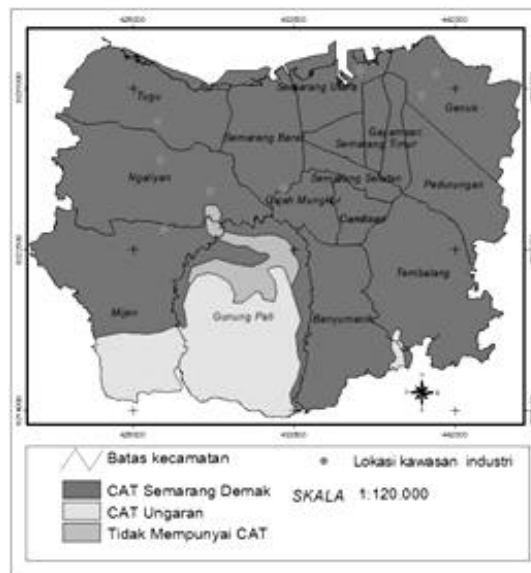 Semarang Utara
Tugu
Genuk
Semarang Barat
Gayamsari
Semarang Timur
Ngaliyan
Semarang Selatan
Pedurungan
Gajah Mungkur
Candisari
Tembalang
Mijen
Gunung Pati
Banyumanik
Batas kecamatan
Lokasi kawasan industri
CAT Semarang Demak
SKALA 1:120.000
CAT Ungaran
Tidak Mempunyai CAT